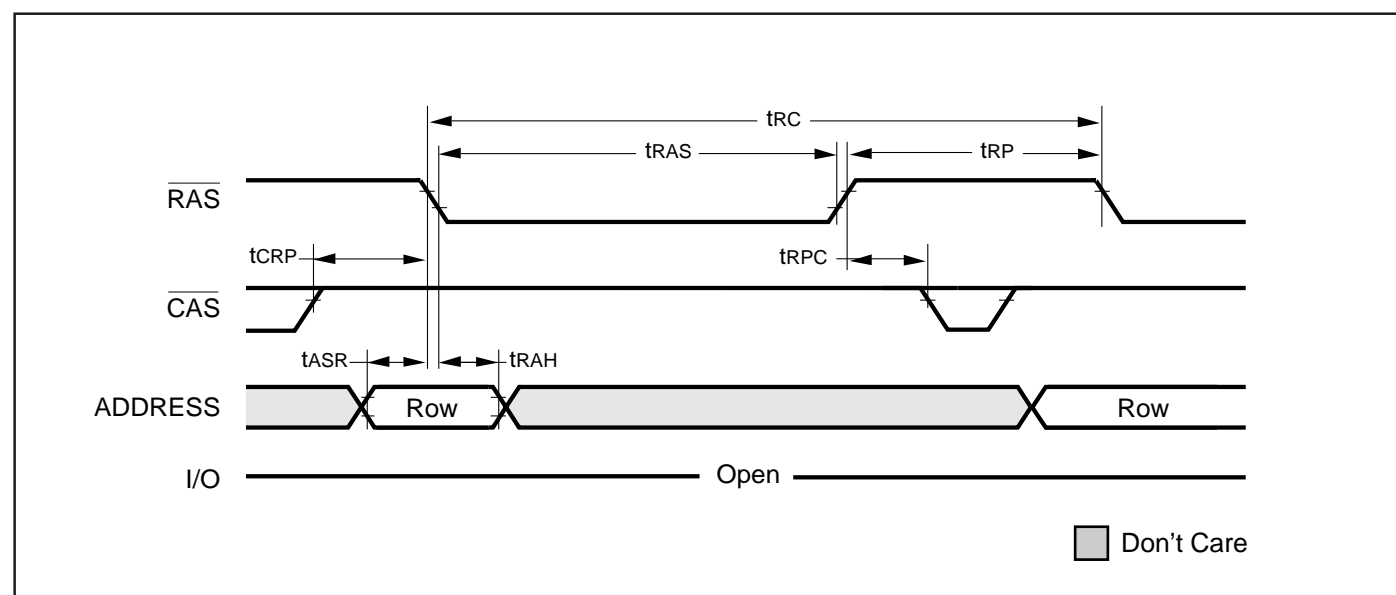 tRC
tRAS
tRP
RAS
tCRP
tRPC
CAS
tASR
tRAH
ADDRESS
Row
Row
I/O
Open
Don't Care